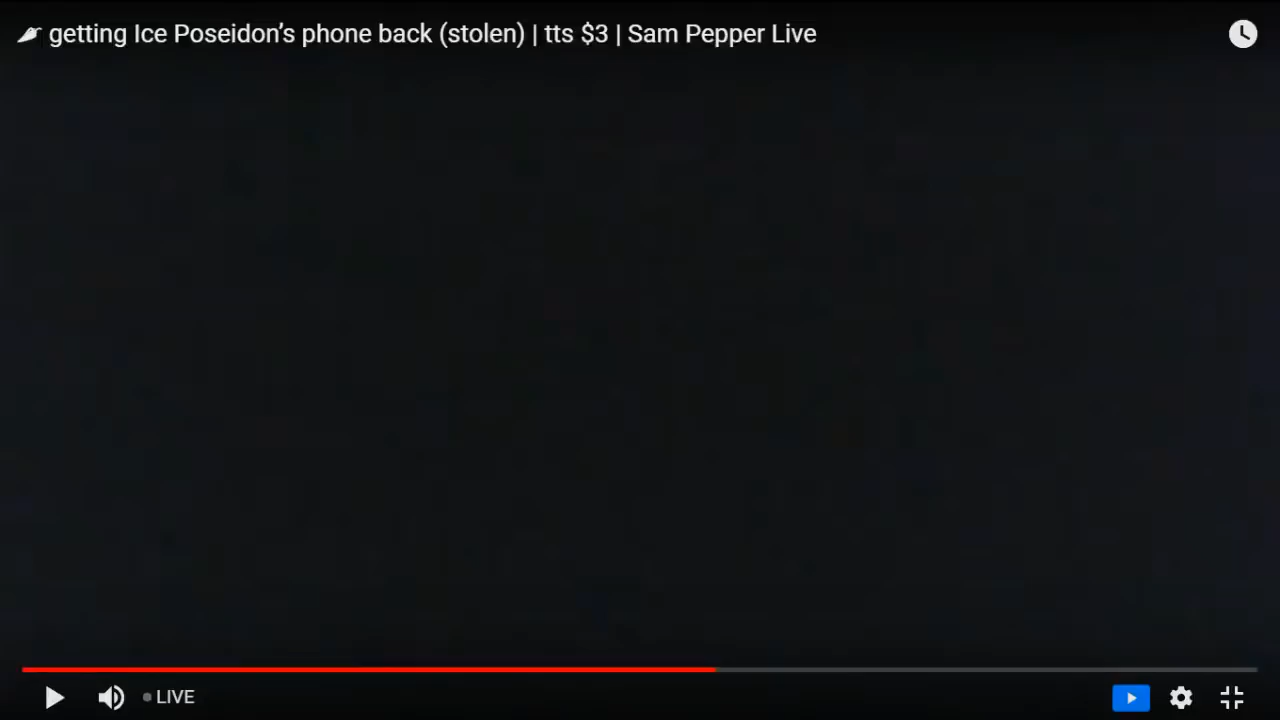 getting Ice Poseidon’s phone back (stolen) | tts $3 | Sam Pepper Live
LIVE